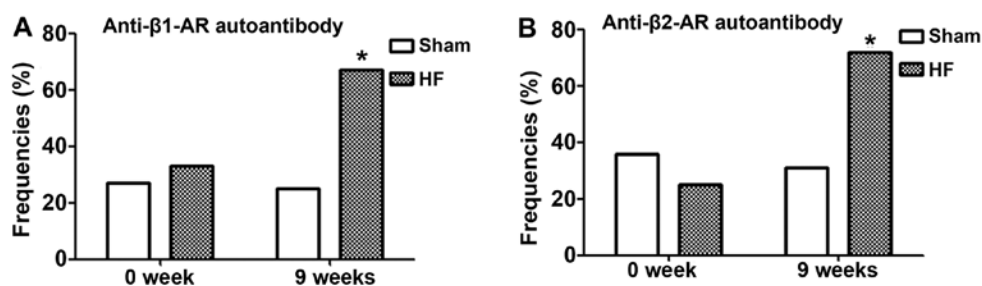 A Anti-β1-AR autoantibody
Frequencies (%)
80
60
40
20
0
*
Sham
HF
0 week 9 weeks
B Anti-β2-AR autoantibody
Frequencies (%)
80
60
40
20
0
*
Sham
HF
0 week 9 weeks